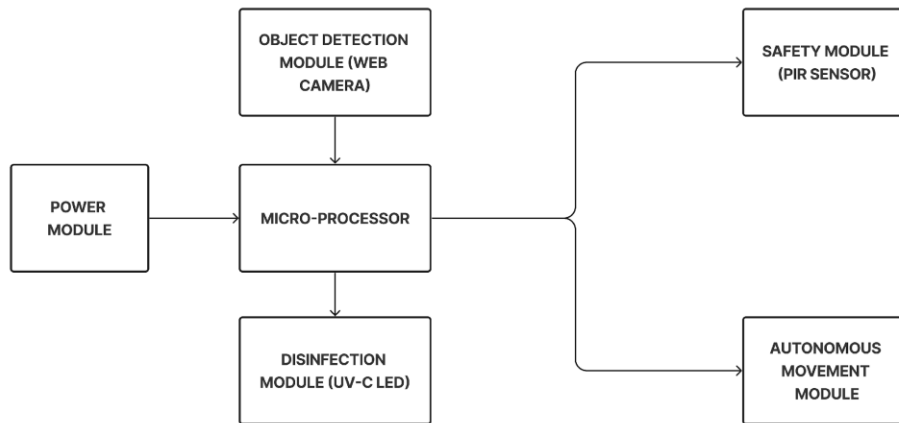 OBJECT DETECTION
MODULE (WEB
CAMERA)
SAFETY MODULE
(PIR SENSOR)
POWER
MODULE
MICRO-PROCESSOR
DISINFECTION
MODULE (UV-C LED)
AUTONOMOUS
MOVEMENT
MODULE